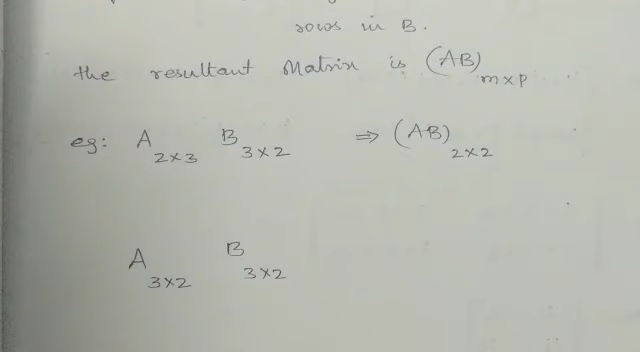 rows in B.
the resultant Matrix is (AB)m×p
eg: A2×3 B3×2 ⇒ (AB)2×2
A3×2 B3×2